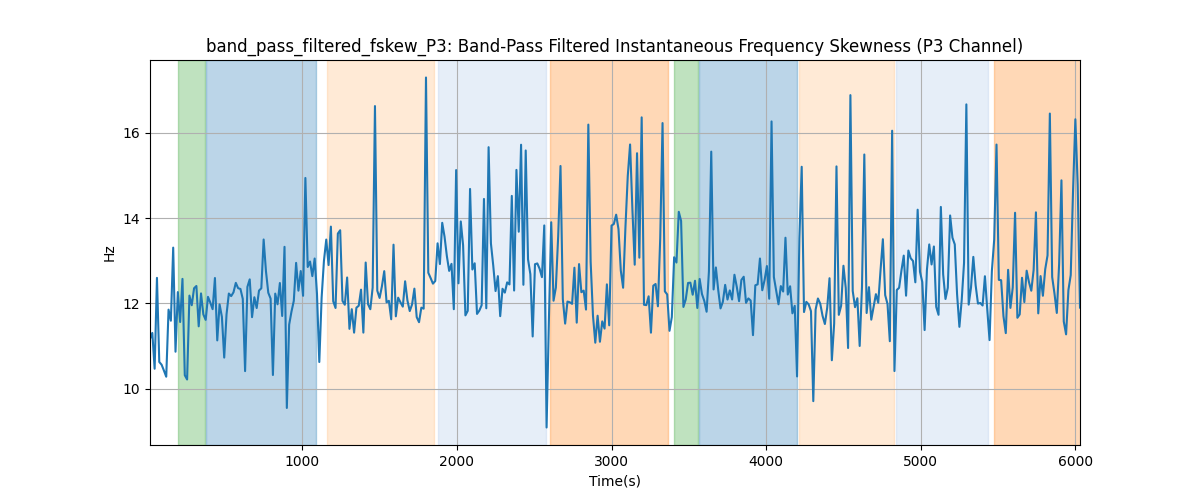 band_pass_filtered_fskew_P3: Band-Pass Filtered Instantaneous Frequency Skewness (P3 Channel)
16
14
12
10
Hz
1000 2000 3000 4000 5000 6000
Time(s)